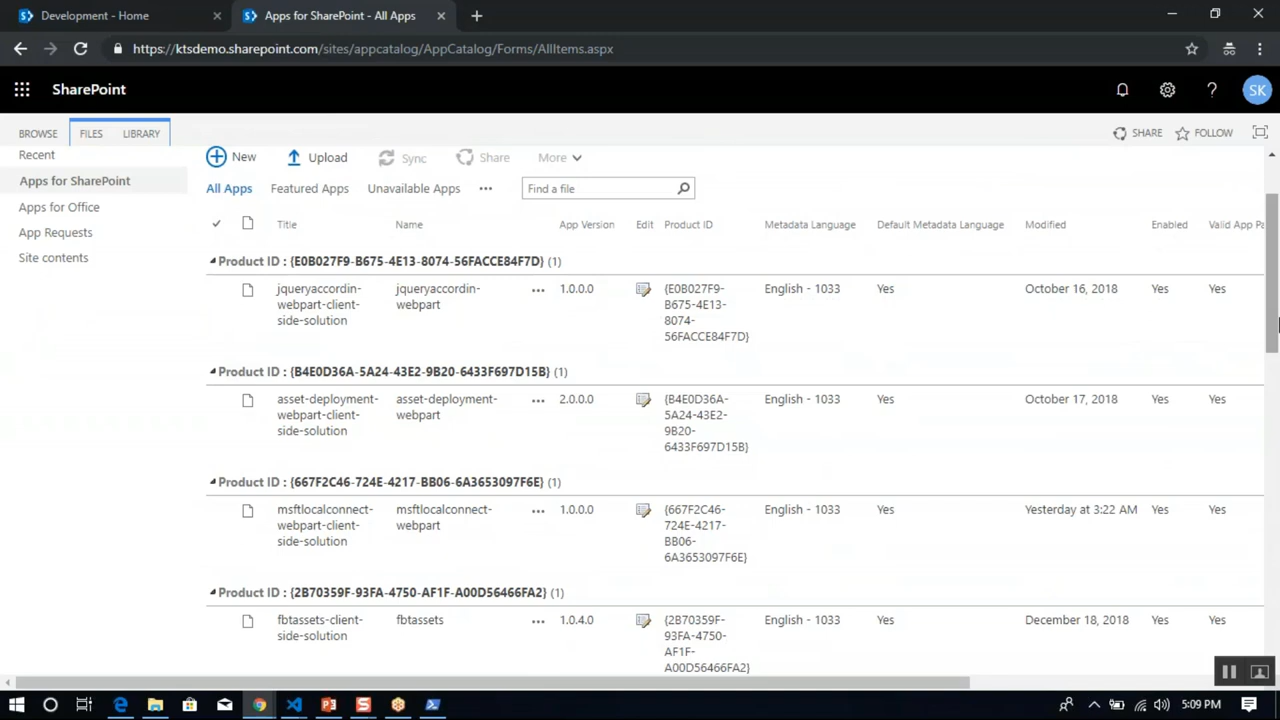 Development - Home
Apps for SharePoint - All Apps
https://ktsdemo.sharepoint.com/sites/appcatalog/AppCatalog/Forms/AllItems.aspx
SharePoint
SK
BROWSE FILES LIBRARY SHARE FOLLOW
Recent
Apps for SharePoint
Apps for Office
App Requests
Site contents
New Upload Sync Share More
All Apps Featured Apps Unavailable Apps ... Find a file
Title Name App Version Edit Product ID Metadata Language Default Metadata Language Modified Enabled Valid App Pa
Product ID : {E0B027F9-B675-4E13-8074-56FACCE84F7D} (1)
jqueryaccordin- jqueryaccordin- ... 1.0.0.0 {E0B027F9- English - 1033 Yes October 16, 2018 Yes Yes
webpart-client- webpart B675-4E13-
side-solution 8074-
56FACCE84F7D}
Product ID : {B4E0D36A-5A24-43E2-9B20-6433F697D15B} (1)
asset-deployment- asset-deployment- ... 2.0.0.0 {B4E0D36A- English - 1033 Yes October 17, 2018 Yes Yes
webpart-client- webpart 5A24-43E2-
side-solution 9B20-
6433F697D15B}
Product ID : {667F2C46-724E-4217-BB06-6A3653097F6E} (1)
msftlocalconnect- msftlocalconnect- ... 1.0.0.0 {667F2C46- English - 1033 Yes Yesterday at 3:22 AM Yes Yes
webpart-client- webpart 724E-4217-
side-solution BB06-
6A3653097F6E}
Product ID : {2B70359F-93FA-4750-AF1F-A00D56466FA2} (1)
fbtassets-client- fbtassets ... 1.0.4.0 {2B70359F- English - 1033 Yes December 18, 2018 Yes Yes
side-solution 93FA-4750-
AF1F-
A00D56466FA2}
5:09 PM